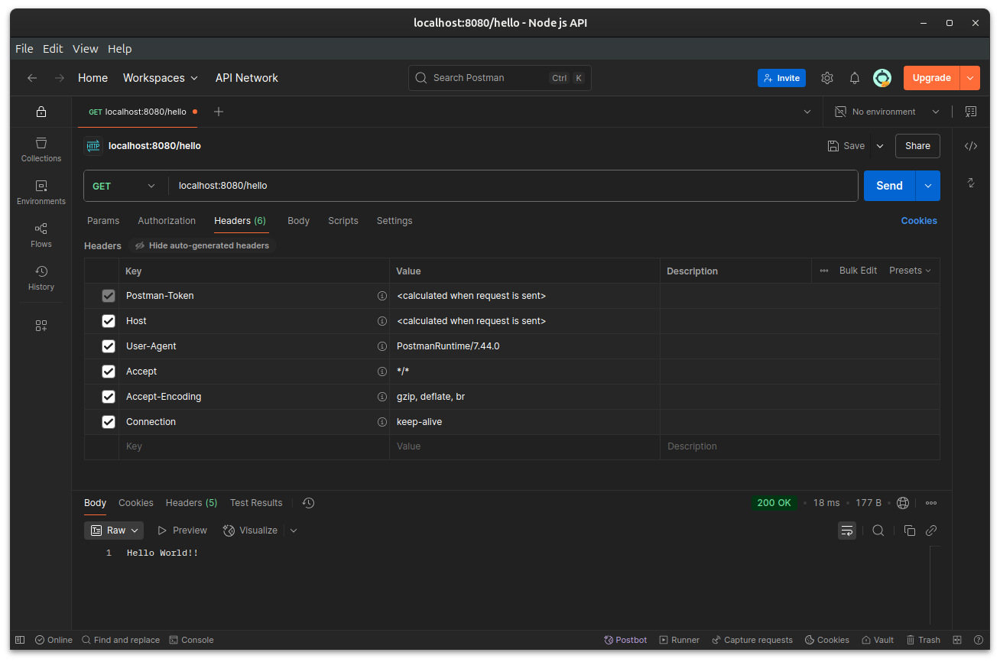 localhost:8080/hello - Node js API
File Edit View Help
Home Workspaces API Network Search Postman Ctrl K Invite Upgrade
GET localhost:8080/hello No environment
HTTP localhost:8080/hello Save Share
Collections
Environments
Flows
History
GET localhost:8080/hello Send
Params Authorization Headers (6) Body Scripts Settings Cookies
Headers Hide auto-generated headers
Key Value Description Bulk Edit Presets
Postman-Token <calculated when request is sent>
Host <calculated when request is sent>
User-Agent PostmanRuntime/7.44.0
Accept */*
Accept-Encoding gzip, deflate, br
Connection keep-alive
Key Value Description
Body Cookies Headers (5) Test Results 200 OK 18 ms 177 B
Raw Preview Visualize
1 Hello World!!
Online Find and replace Console Postbot Runner Capture requests Cookies Vault Trash